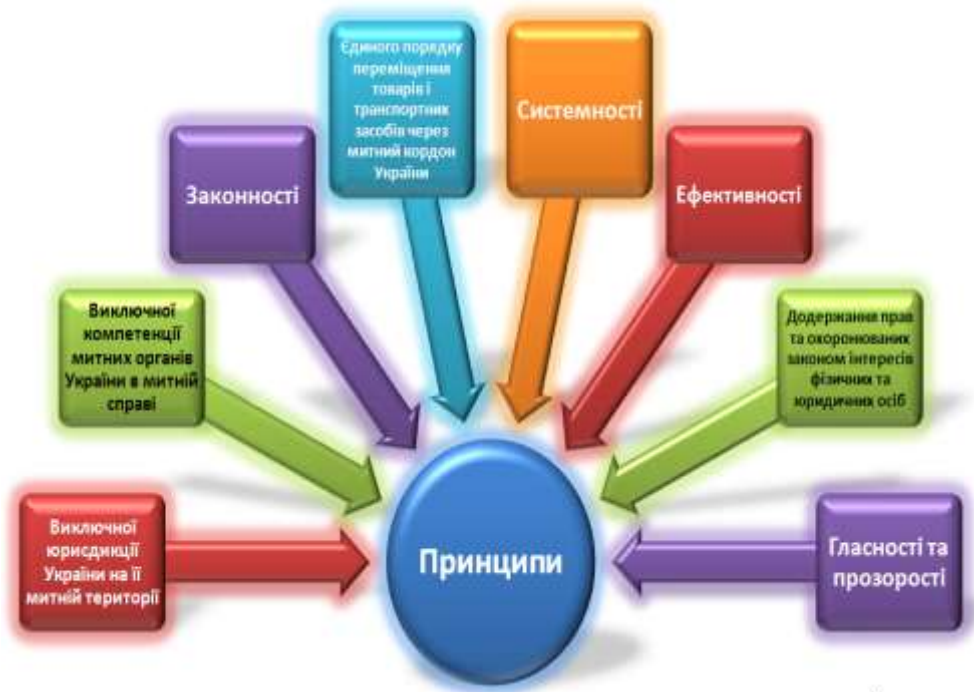 Єдиного порядку
переміщення
товарів і
транспортник
засобів через
митний кордон
України
Системності
Законності
Ефективності
Виключної
компетенції
митних органів
України в митній
справі
Додержання прав
та охоронюваних
законом інтересів
фізичних та
юридичних осіб
Виключної
юрисдикції
України на її
митній території
Принципи
Гласності та
прозорості